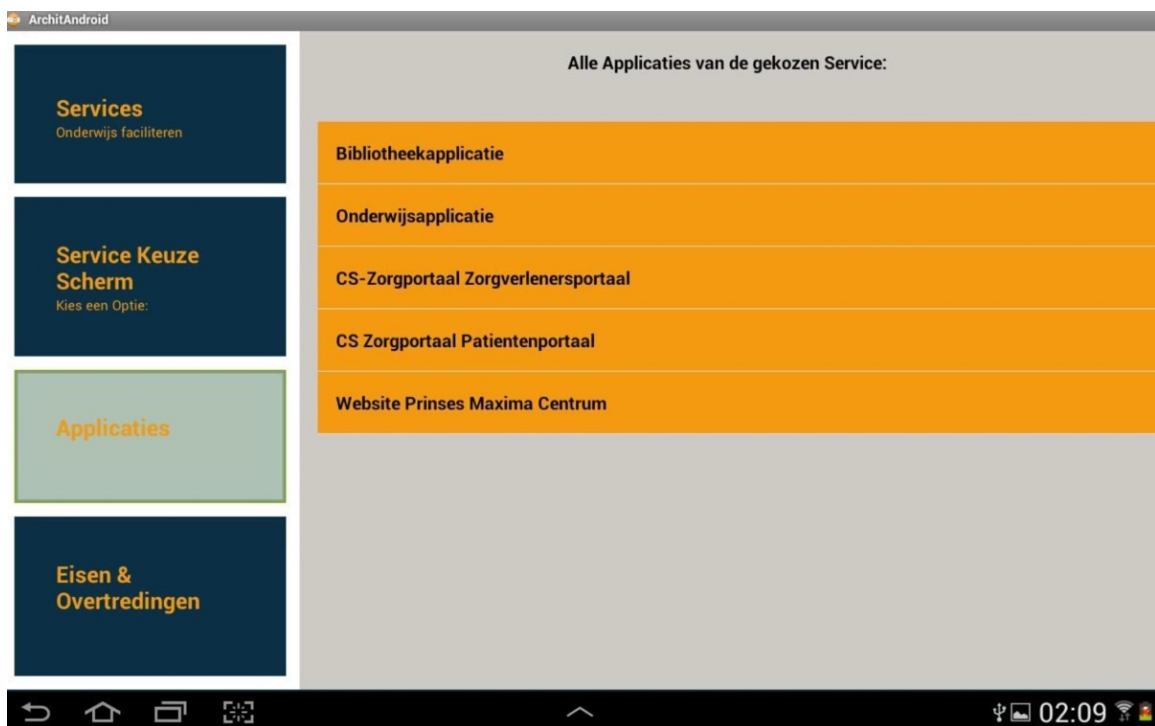 ArchitAndroid
Services
Onderwijs faciliteren
Service Keuze
Scherm
Kies een Optie:
Applicaties
Eisen &
Overtredingen
Alle Applicaties van de gekozen Service:
Bibliotheekapplicatie
Onderwijsapplicatie
CS-Zorgportaal Zorgverlenersportaal
CS Zorgportaal Patientenportaal
Website Prinses Maxima Centrum
02:09